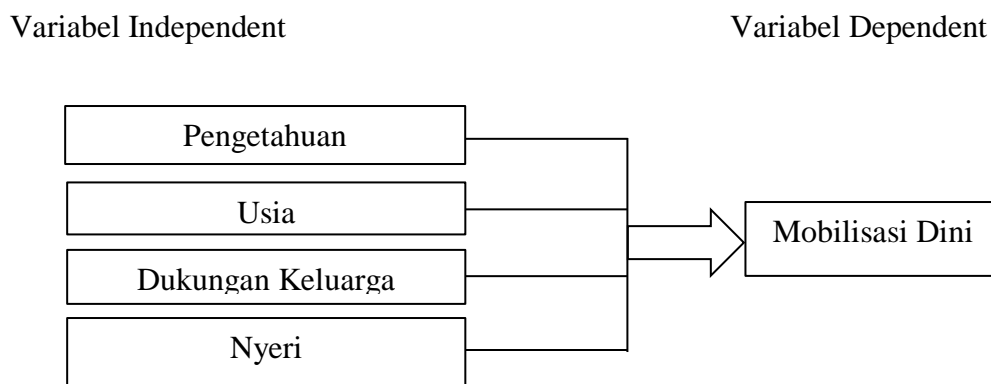 Variabel Independent
Variabel Dependent
Pengetahuan
Usia
Dukungan Keluarga
Nyeri
Mobilisasi Dini